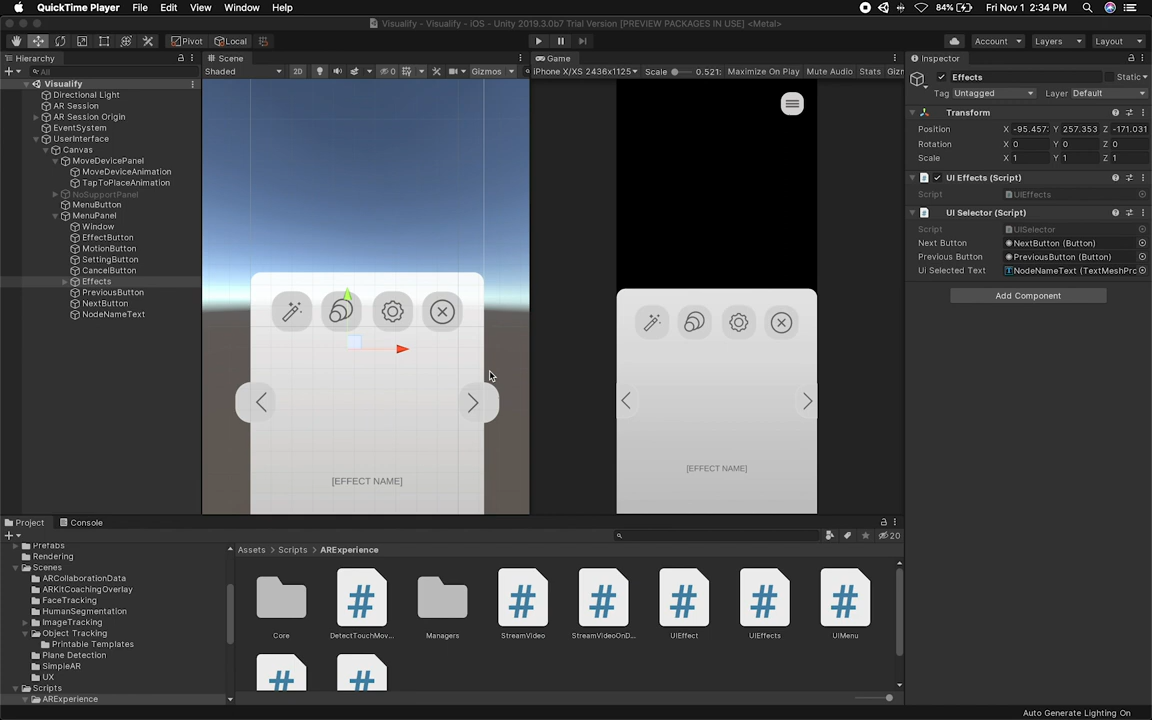 QuickTime Player File Edit View Window Help 84% Fri Nov 1 2:34 PM
Visualify - Visualify - iOS - Unity 2019.3.0b7 Trial Version [PREVIEW PACKAGES IN USE] <Metal>
Pivot Local Account Layers Layout
Hierarchy
All
Visualify
Directional Light
AR Session
AR Session Origin
EventSystem
UserInterface
Canvas
MoveDevicePanel
MoveDeviceAnimation
TapToPlaceAnimation
NoSupportPanel
MenuButton
MenuPanel
Window
EffectButton
MotionButton
SettingButton
CancelButton
Effects
PreviousButton
NextButton
NodeNameText
Scene
Shaded 2D 0 Gizmos
[EFFECT NAME]
Game
iPhone X/XS 2436x1125 Scale 0.521: Maximize On Play Mute Audio Stats Gizn
[EFFECT NAME]
Inspector
Effects Static
Tag Untagged Layer Default
Transform
Position X -95.457: Y 257.353 Z -171.031
Rotation X 0 Y 0 Z 0
Scale X 1 Y 1 Z 1
UI Effects (Script)
Script UIEffects
UI Selector (Script)
Script UISelector
Next Button NextButton (Button)
Previous Button PreviousButton (Button)
Ui Selected Text NodeNameText (TextMeshPrc
Add Component
Project Console
20
Prefabs
Rendering
Scenes
ARCollaborationData
ARKitCoachingOverlay
FaceTracking
HumanSegmentation
ImageTracking
Object Tracking
Printable Templates
Plane Detection
SimpleAR
UX
Scripts
ARExperience
Assets > Scripts > ARExperience
Core DetectTouchMov... Managers StreamVideo StreamVideoOnD... UIEffect UIEffects UIMenu
Auto Generate Lighting On